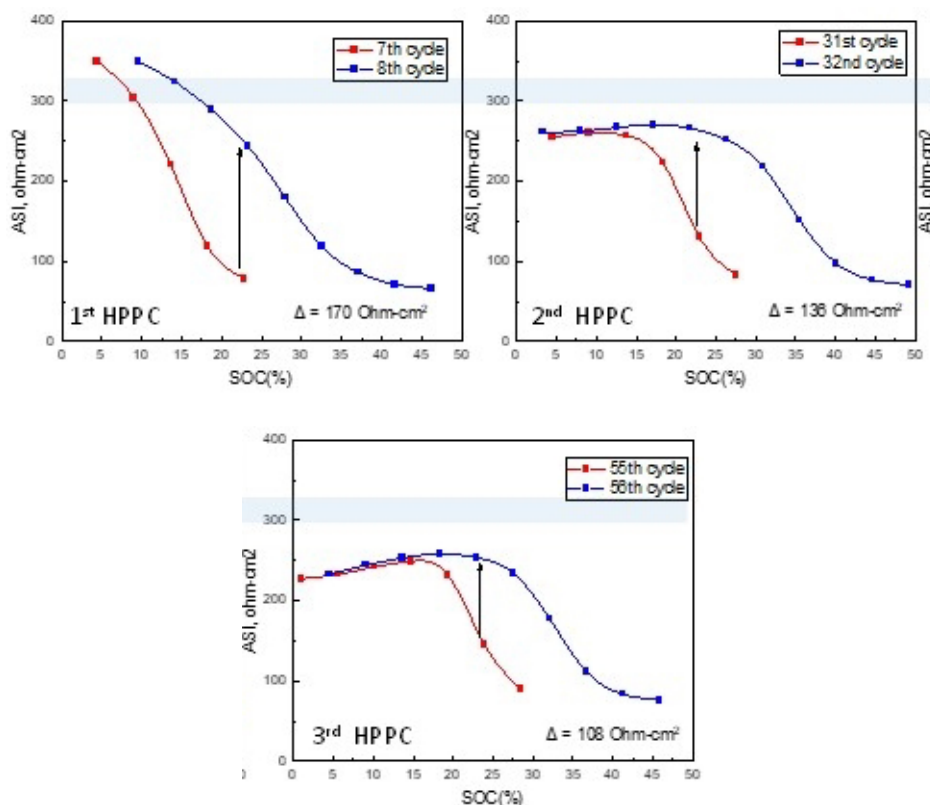 400
300
200
100
0
ASI, ohm-cm2
7th cycle
8th cycle
1st HPPC
Δ = 170 Ohm-cm²
0 5 10 15 20 25 30 35 40 45 50
SOC(%)
400
300
200
100
0
ASI, ohm-cm2
31st cycle
32nd cycle
2nd HPPC
Δ = 136 Ohm-cm²
0 5 10 15 20 25 30 35 40 45 50
SOC(%)
ASI, ohm-cm2
400
300
200
100
0
ASI, ohm-cm2
55th cycle
56th cycle
3rd HPPC
Δ = 108 Ohm-cm²
0 5 10 15 20 25 30 35 40 45 50
SOC(%)